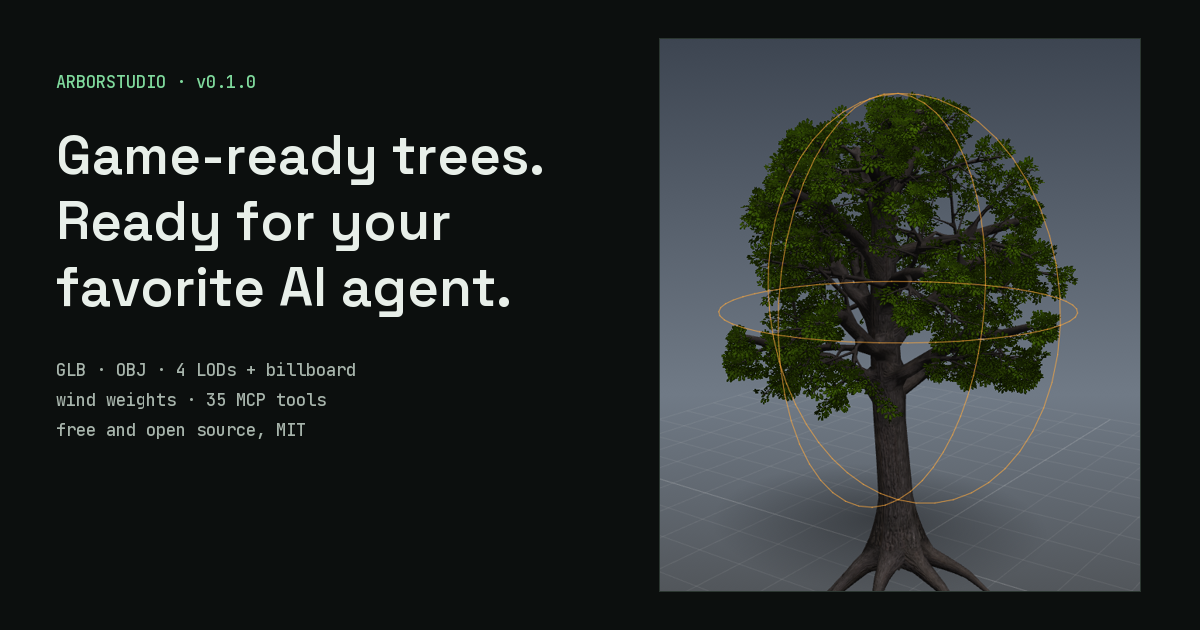 ARBORSTUDIO · v0.1.0
Game-ready trees.
Ready for your
favorite AI agent.
GLB · OBJ · 4 LODs + billboard
wind weights · 35 MCP tools
free and open source, MIT